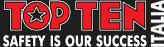 TOP TEN
SAFETY IS OUR SUCCESS
ITALIA